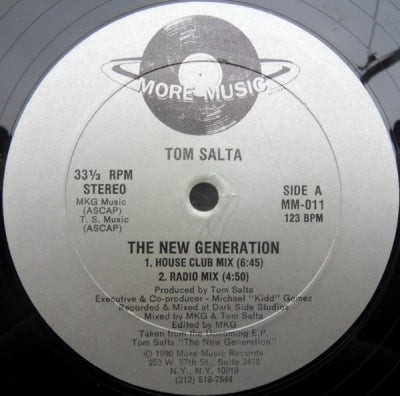 MORE MUSIC
TOM SALTA
33⅓ RPM
STEREO
MKG Music
(ASCAP)
T. S. Music
(ASCAP)
SIDE A
MM-011
123 BPM
THE NEW GENERATION
1. HOUSE CLUB MIX (6:45)
2. RADIO MIX (4:50)
Produced by Tom Salta
Executive & Co-producer - Michael "Kidd" Gomez
Recorded & Mixed at Dark Side Studios
Mixed by MKG & Tom Salta
Edited by MKG
Taken from the Upcoming E.P.
Tom Salta "The New Generation"
© 1990 More Music Records
250 W. 57th St., Suite 2412
N.Y., N.Y. 10019
(212) 518-7544